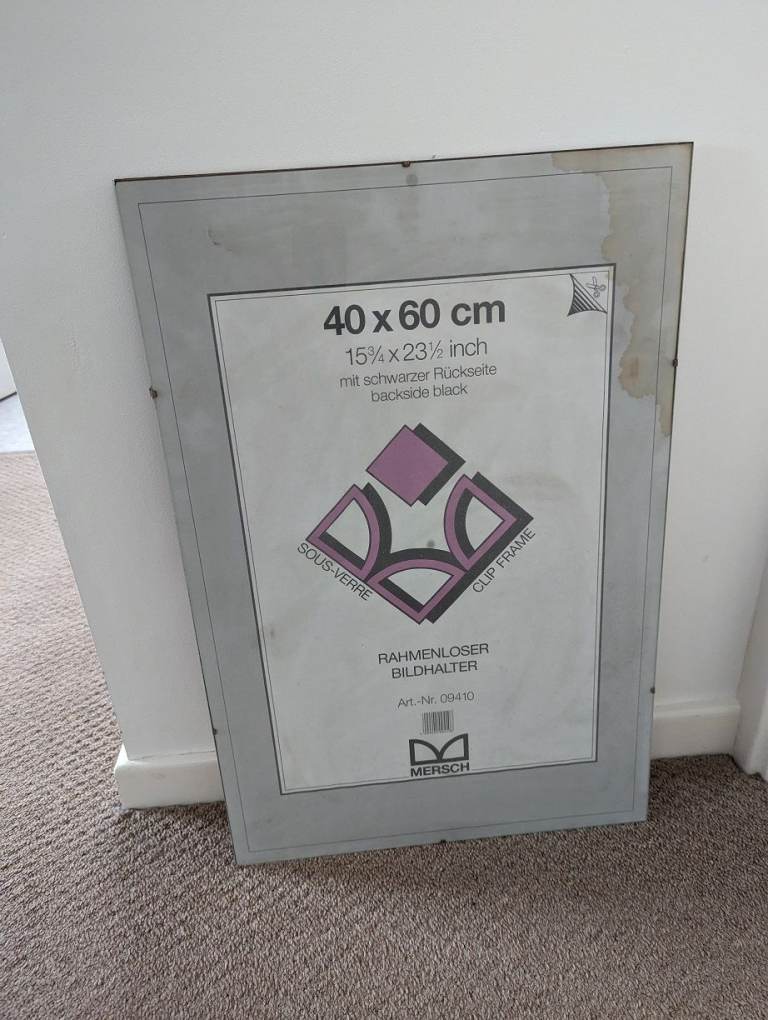 40 x 60 cm
15¾ x 23½ inch
mit schwarzer Rückseite
backside black
SOUS-VERRE
CLIP FRAME
RAHMENLOSER
BILDHALTER
Art.-Nr. 09410
MERSCH